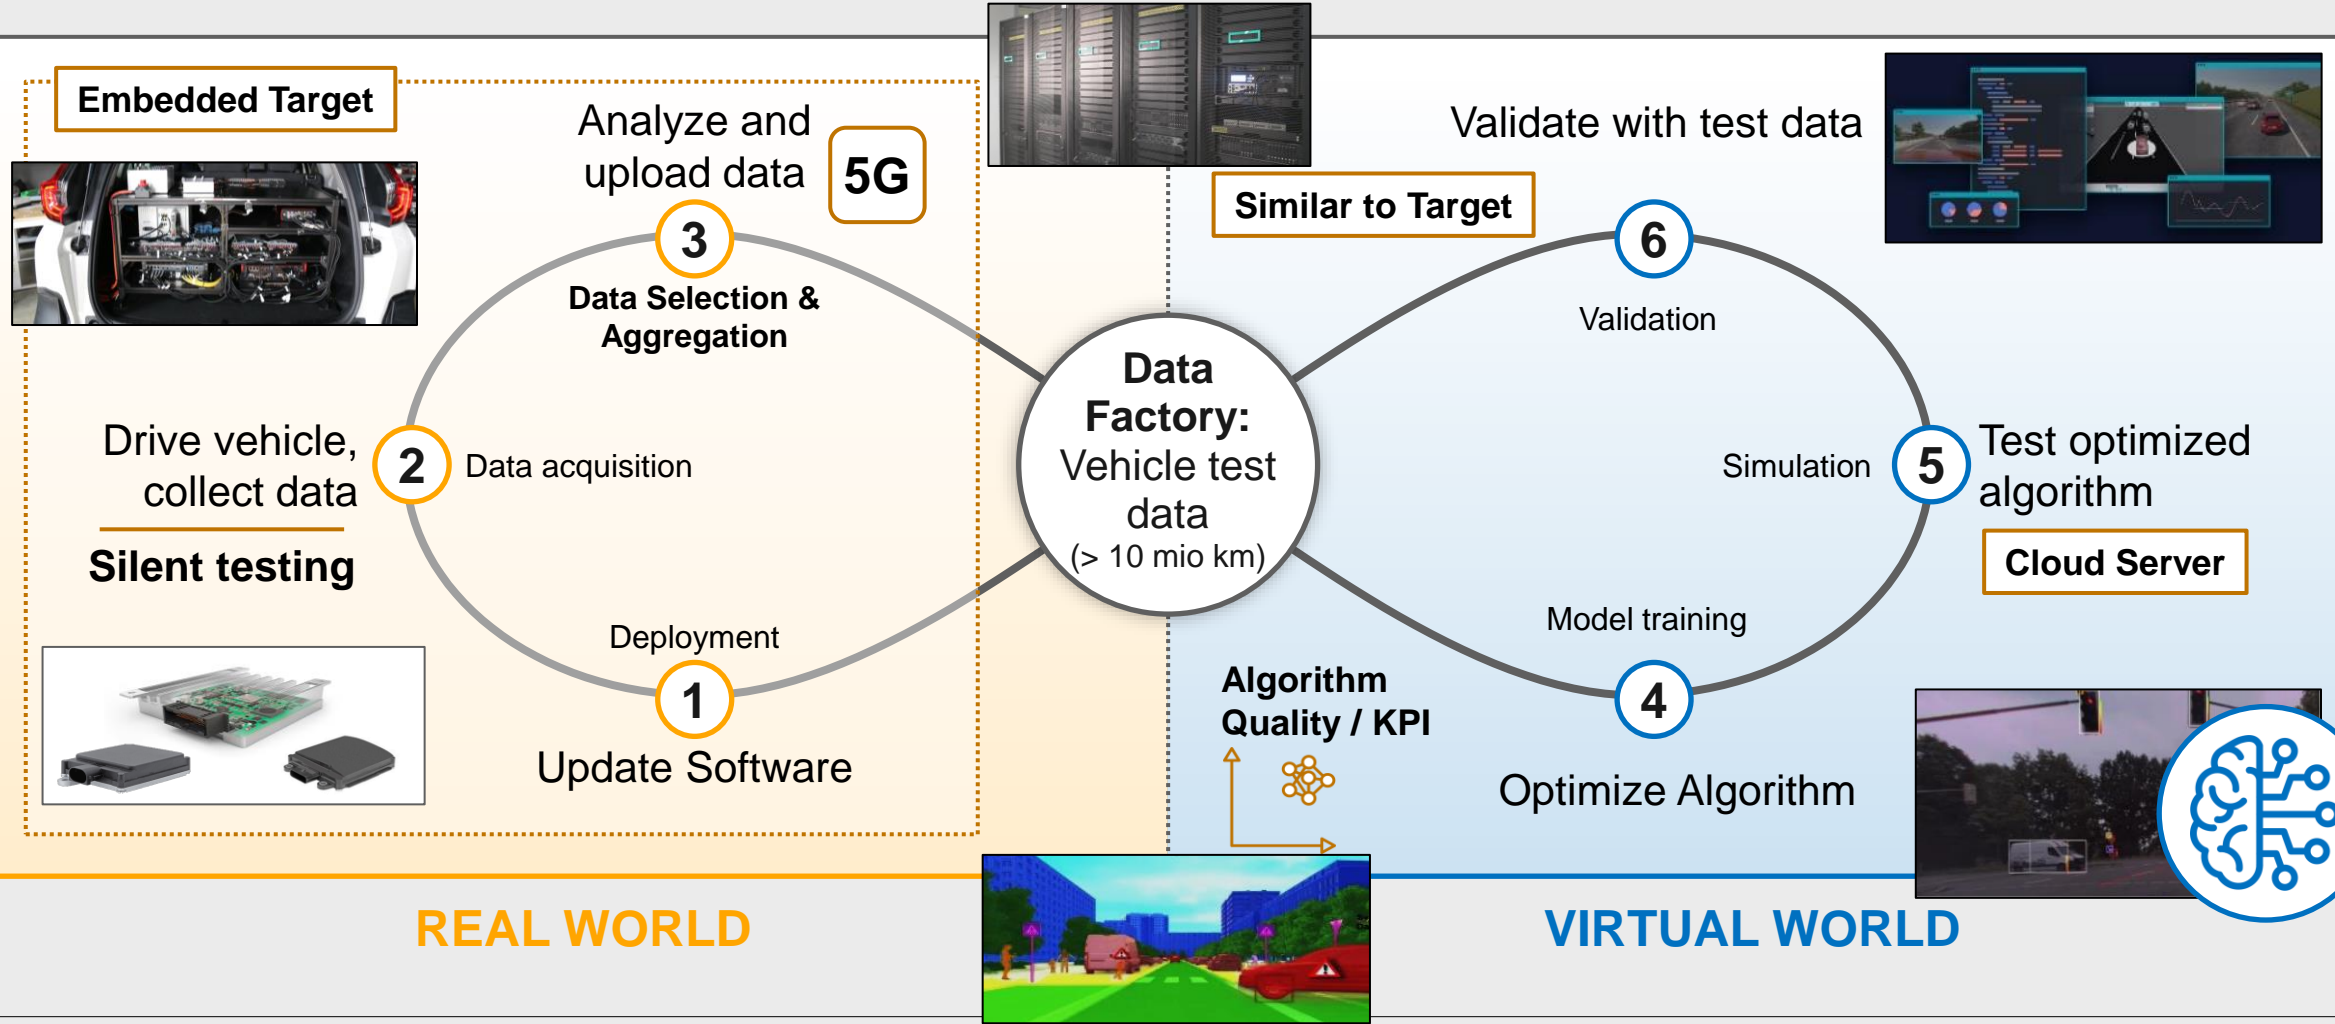 Embedded Target
Analyze and
upload data
5G
3
Data Selection &
Aggregation
Drive vehicle,
collect data
2
Data acquisition
Silent testing
Deployment
1
Update Software
Data
Factory:
Vehicle test
data
(> 10 mio km)
Validate with test data
Similar to Target
6
Validation
Simulation
5
Test optimized
algorithm
Cloud Server
Model training
4
Optimize Algorithm
Algorithm
Quality / KPI
REAL WORLD
VIRTUAL WORLD